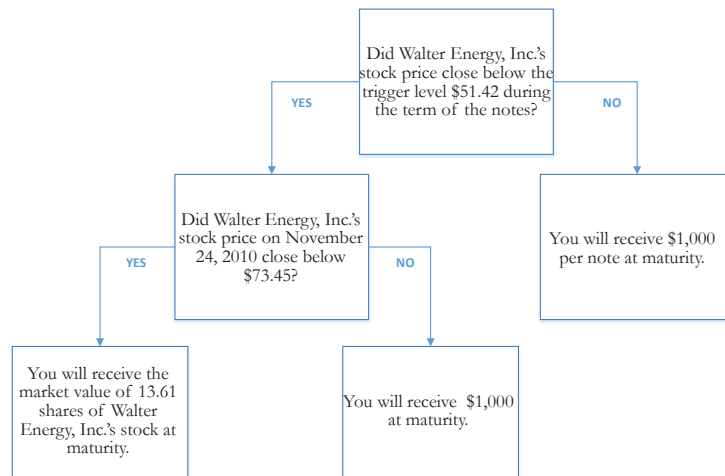 Did Walter Energy, Inc.'s
stock price close below the
trigger level $51.42 during
the term of the notes?
YES
NO
Did Walter Energy, Inc.'s
stock price on November
24, 2010 close below
$73.45?
You will receive $1,000
per note at maturity.
YES
NO
You will receive the
market value of 13.61
shares of Walter
Energy, Inc.'s stock at
maturity.
You will receive $1,000
at maturity.